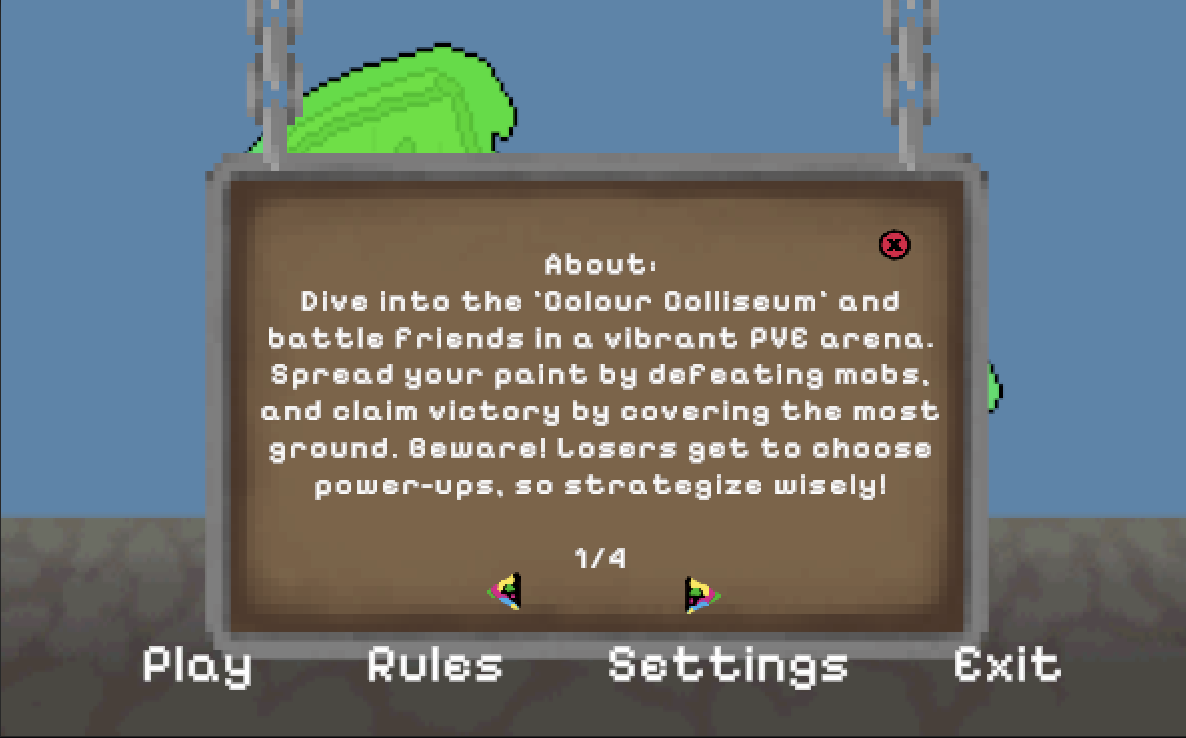 About:
Dive into the 'Colour Colliseum' and
battle friends in a vibrant PVE arena.
Spread your paint by defeating mobs,
and claim victory by covering the most
ground. Beware! Losers get to choose
power-ups, so strategize wisely!
1/4
Play Rules Settings Exit